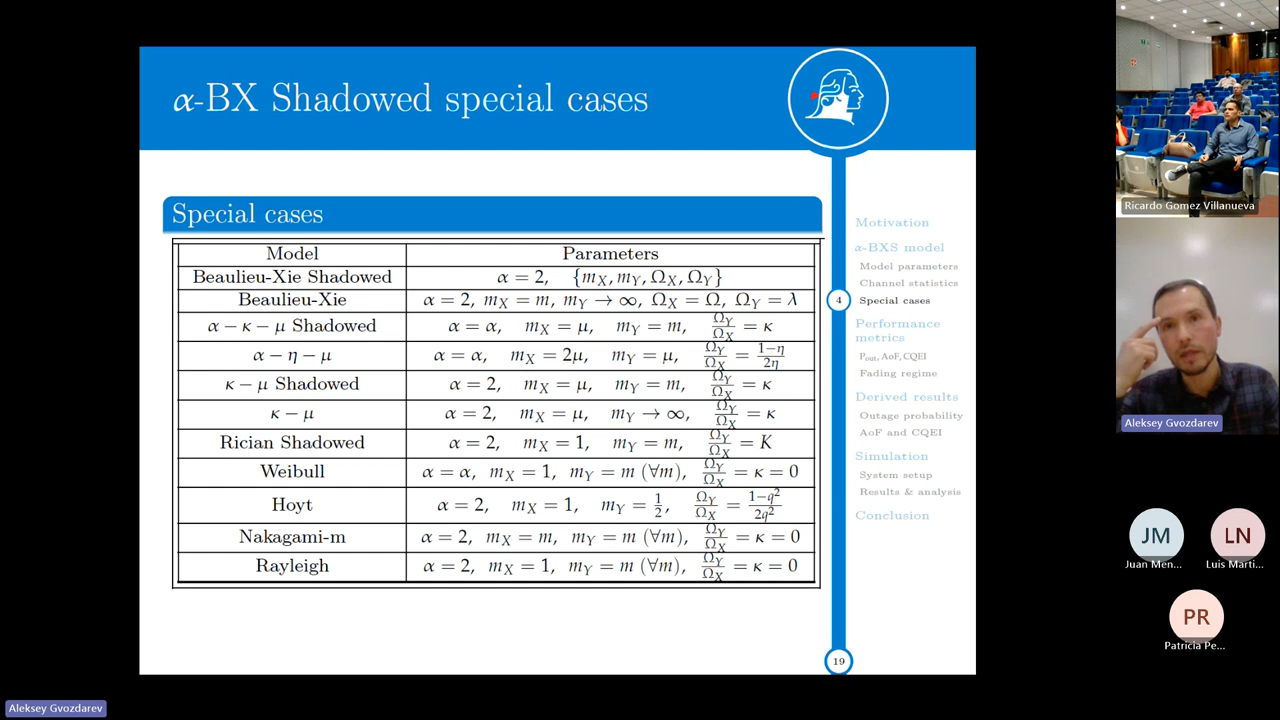 α-BX Shadowed special cases
Special cases
Model Parameters
Beaulieu-Xie Shadowed α = 2, {m_X, m_Y, Ω_X, Ω_Y}
Beaulieu-Xie α = 2, m_X = m, m_Y → ∞, Ω_X = Ω, Ω_Y = λ
α − κ − μ Shadowed α = α, m_X = μ, m_Y = m, Ω_Y/Ω_X = κ
α − η − μ α = α, m_X = 2μ, m_Y = μ, Ω_Y/Ω_X = 1−η/2η
κ − μ Shadowed α = 2, m_X = μ, m_Y = m, Ω_Y/Ω_X = κ
κ − μ α = 2, m_X = μ, m_Y → ∞, Ω_Y/Ω_X = κ
Rician Shadowed α = 2, m_X = 1, m_Y = m, Ω_Y/Ω_X = K
Weibull α = α, m_X = 1, m_Y = m (∀m), Ω_Y/Ω_X = κ = 0
Hoyt α = 2, m_X = 1, m_Y = 1/2, Ω_Y/Ω_X = 1−q²/2q²
Nakagami-m α = 2, m_X = m, m_Y = m (∀m), Ω_Y/Ω_X = κ = 0
Rayleigh α = 2, m_X = 1, m_Y = m (∀m), Ω_Y/Ω_X = κ = 0
Motivation
α-BXS model
Model parameters
Channel statistics
4 Special cases
Performance
metrics
P_out, AoF, CQEI
Fading regime
Derived results
Outage probability
AoF and CQEI
Simulation
System setup
Results & analysis
Conclusion
19
Ricardo Gomez Villanueva
Aleksey Gvozdarev
JM
Juan Men...
LN
Luis Marti...
PR
Patricia Pe...
Aleksey Gvozdarev